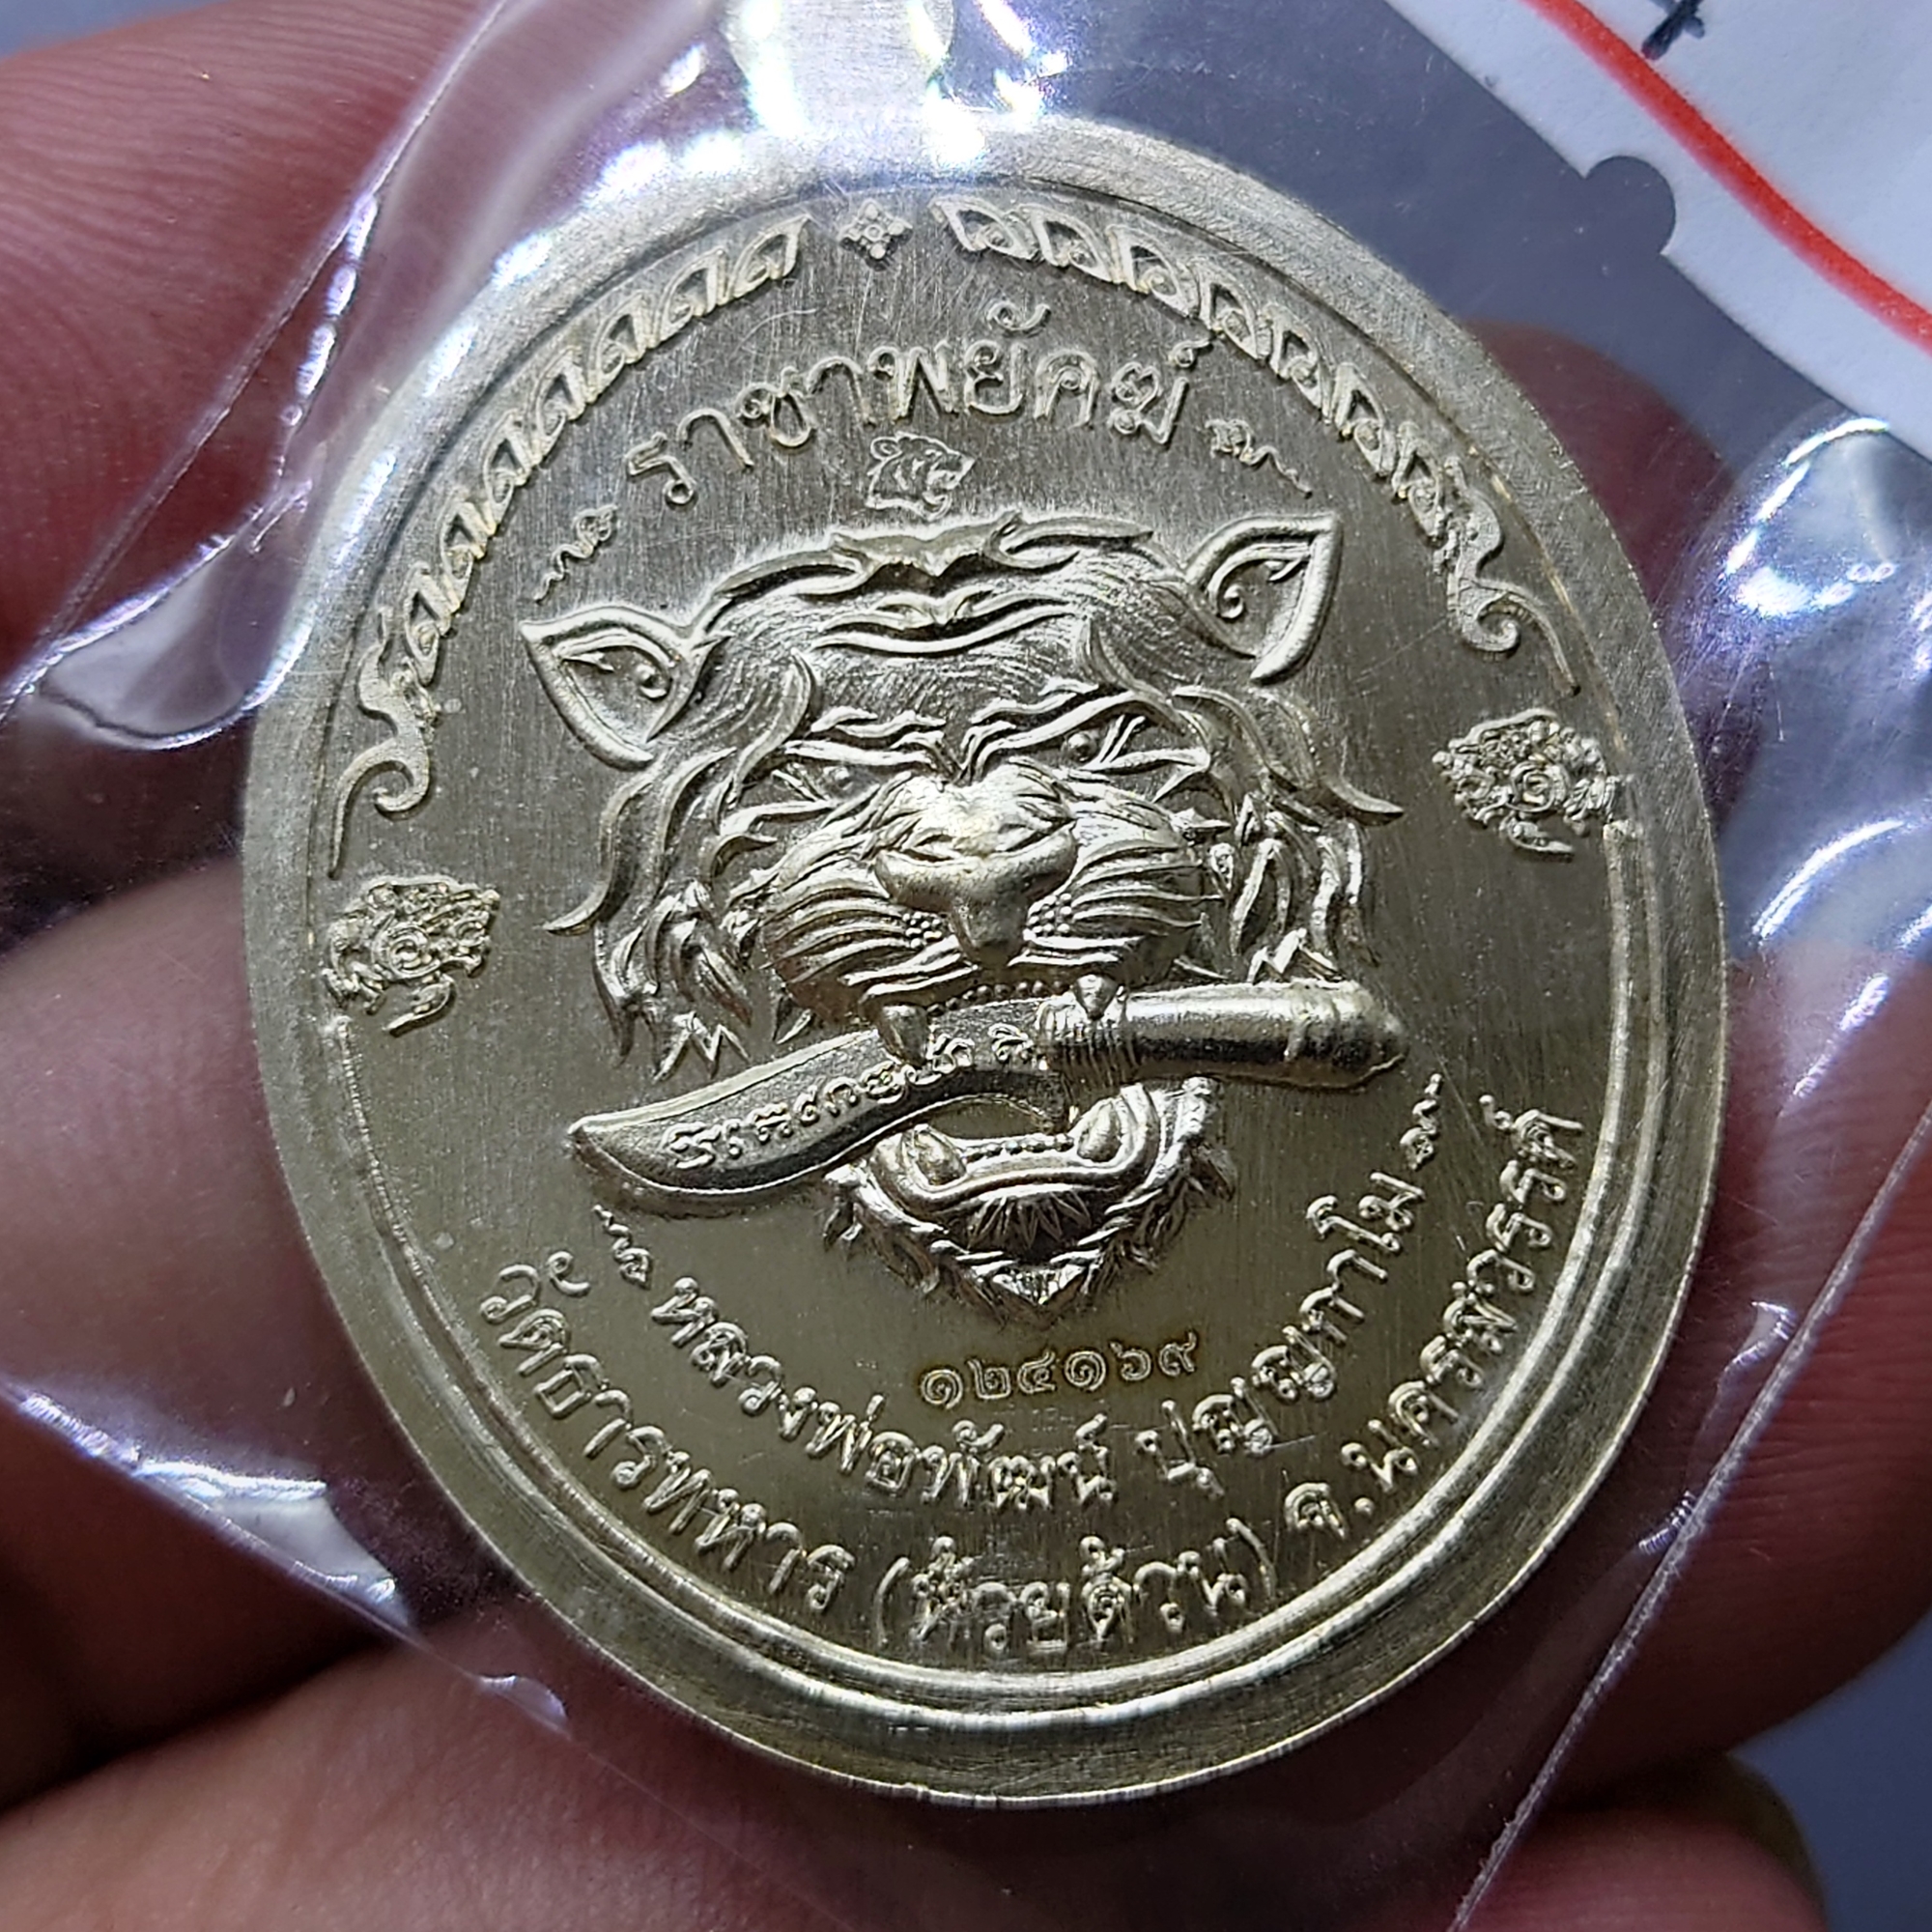 ราชาพยัคฆ์
๑๒๔๑๖๙
หลวงพ่อพัฒน์ ปุญฺญกาโม
วัดธารทหาร (ห้วยด้วน) จ.นครสวรรค์